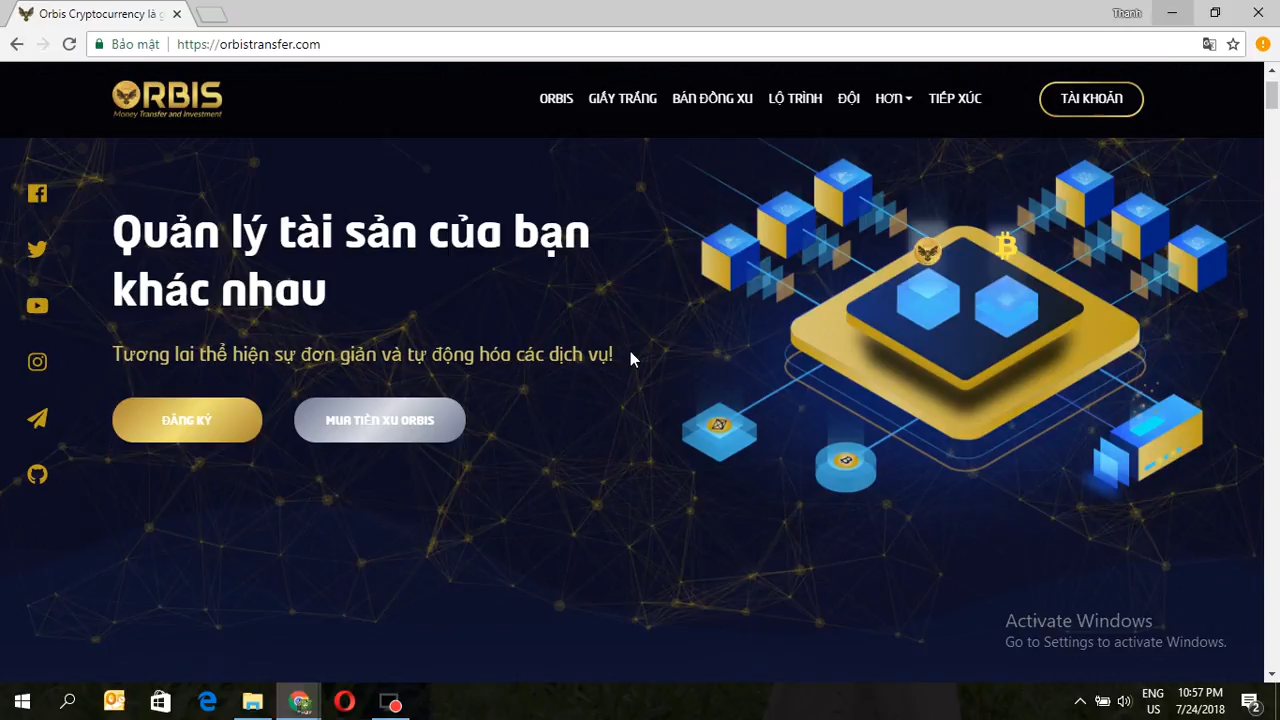 Orbis Cryptocurrency là g
Thanh
Bảo mật
https://orbistransfer.com
ORBIS
Money Transfer and Investment
ORBIS
GIẤY TRẮNG
BẢN ĐỒNG XU
LỘ TRÌNH
ĐỘI
HƠN
TIẾP XÚC
TÀI KHOẢN
Quản lý tài sản của bạn
khác nhau
Tương lai thể hiện sự đơn giản và tự động hóa các dịch vụ!
ĐĂNG KÝ
MUA TIỀN XU ORBIS
Activate Windows
Go to Settings to activate Windows.
ENG
US
10:57 PM
7/24/2018
2